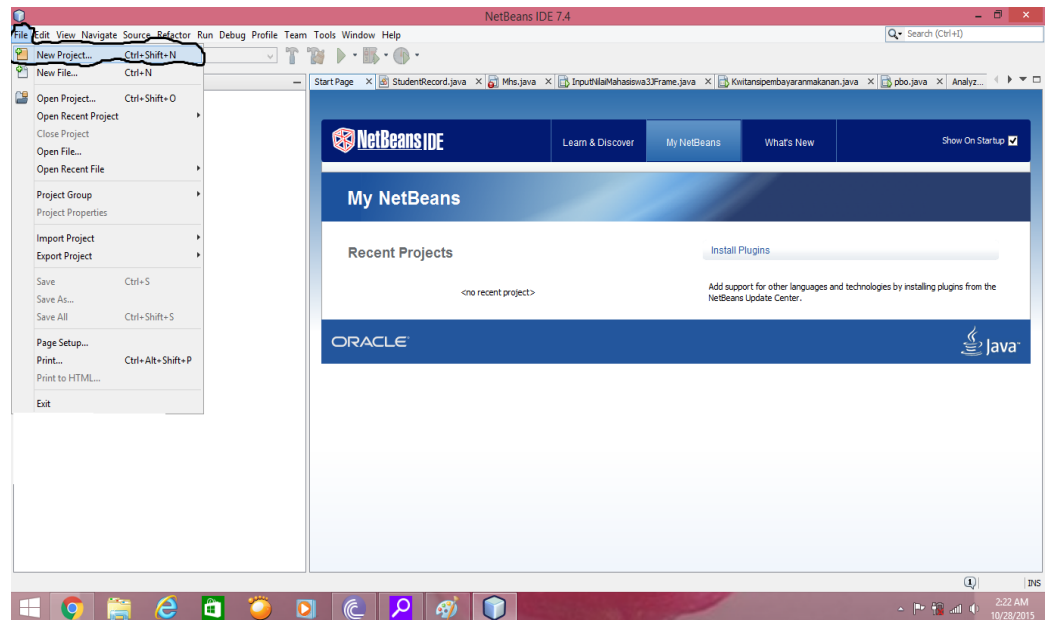 NetBeans IDE 7.4
File Edit View Navigate Source Refactor Run Debug Profile Team Tools Window Help
Search (Ctrl+I)
New Project... Ctrl+Shift+N
New File... Ctrl+N
Open Project... Ctrl+Shift+O
Open Recent Project
Close Project
Open File...
Open Recent File
Project Group
Project Properties
Import Project
Export Project
Save Ctrl+S
Save As...
Save All Ctrl+Shift+S
Page Setup...
Print... Ctrl+Alt+Shift+P
Print to HTML...
Exit
Start Page StudentRecord.java Mhs.java InputNilaiMahasiswa3JFrame.java Kwitansipembayaranmakanan.java pbo.java Analyz...
NetBeans IDE
Learn & Discover My NetBeans What's New Show On Startup
My NetBeans
Recent Projects
<no recent project>
Install Plugins
Add support for other languages and technologies by installing plugins from the
NetBeans Update Center.
ORACLE
Java
1 INS
2:22 AM
10/28/2015